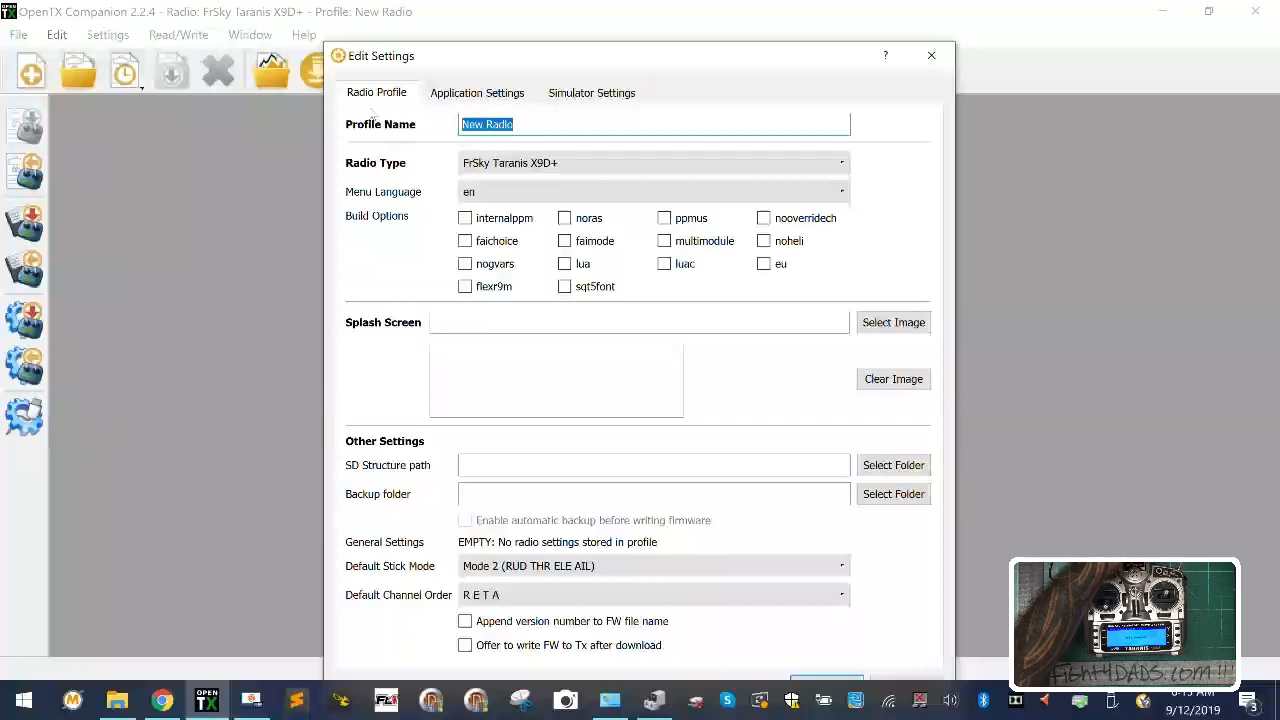 OpenTX Companion 2.2.4 - Radio: FrSky Taranis X9D+ - Profile: New Radio
File Edit Settings Read/Write Window Help
Edit Settings
Radio Profile Application Settings Simulator Settings
Profile Name New Radio
Radio Type FrSky Taranis X9D+
Menu Language en
Build Options internalppm noras ppmus nooverridech
faichoice faimode multimodule noheli
nogvars lua luac eu
flexr9m sqt5font
Splash Screen Select Image
Clear Image
Other Settings
SD Structure path Select Folder
Backup folder Select Folder
Enable automatic backup before writing firmware
General Settings EMPTY: No radio settings stored in profile
Default Stick Mode Mode 2 (RUD THR ELE AIL)
Default Channel Order R E T A
Append version number to FW file name
Offer to write FW to Tx after download
TARANIS
FIGHT4DADS.COM!!!
OPEN TX
9/12/2019
3